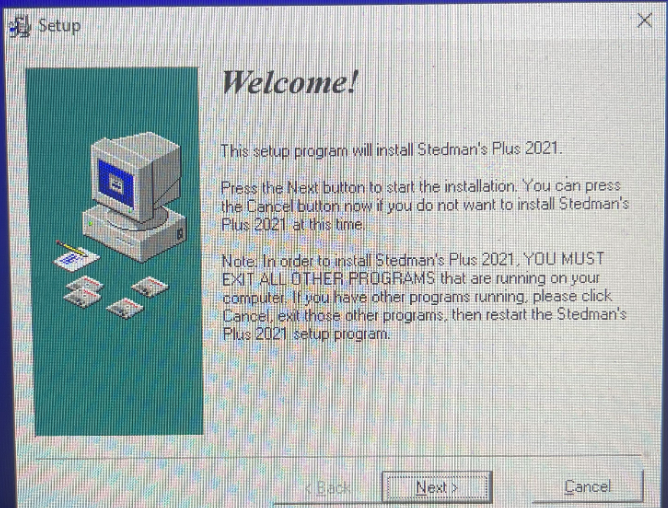 Setup
Welcome!
This setup program will install Stedman's Plus 2021.
Press the Next button to start the installation. You can press
the Cancel button now if you do not want to install Stedman's
Plus 2021 at this time.
Note: In order to install Stedman's Plus 2021, YOU MUST
EXIT ALL OTHER PROGRAMS that are running on your
computer. If you have other programs running, please click
Cancel, exit those other programs, then restart the Stedman's
Plus 2021 setup program.
< Back
Next >
Cancel